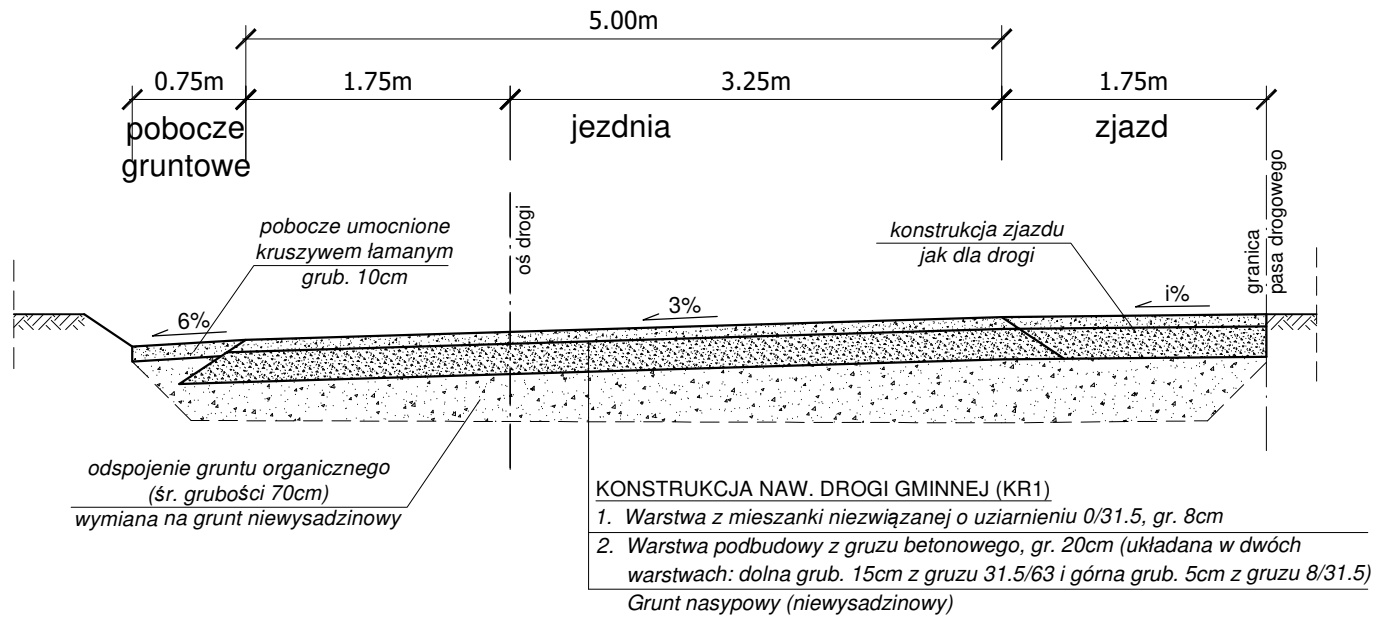 5.00m
0.75m
1.75m
3.25m
1.75m
pobocze
gruntowe
jezdnia
zjazd
pobocze umocnione
kruszywem łamanym
grub. 10cm
oś drogi
konstrukcja zjazdu
jak dla drogi
granica
pasa drogowego
6%
3%
i%
odspojenie gruntu organicznego
(śr. grubości 70cm)
wymiana na grunt niewysadzinowy
KONSTRUKCJA NAW. DROGI GMINNEJ (KR1)
1. Warstwa z mieszanki niezwiązanej o uziarnieniu 0/31.5, gr. 8cm
2. Warstwa podbudowy z gruzu betonowego, gr. 20cm (układana w dwóch
warstwach: dolna grub. 15cm z gruzu 31.5/63 i górna grub. 5cm z gruzu 8/31.5)
Grunt nasypowy (niewysadzinowy)